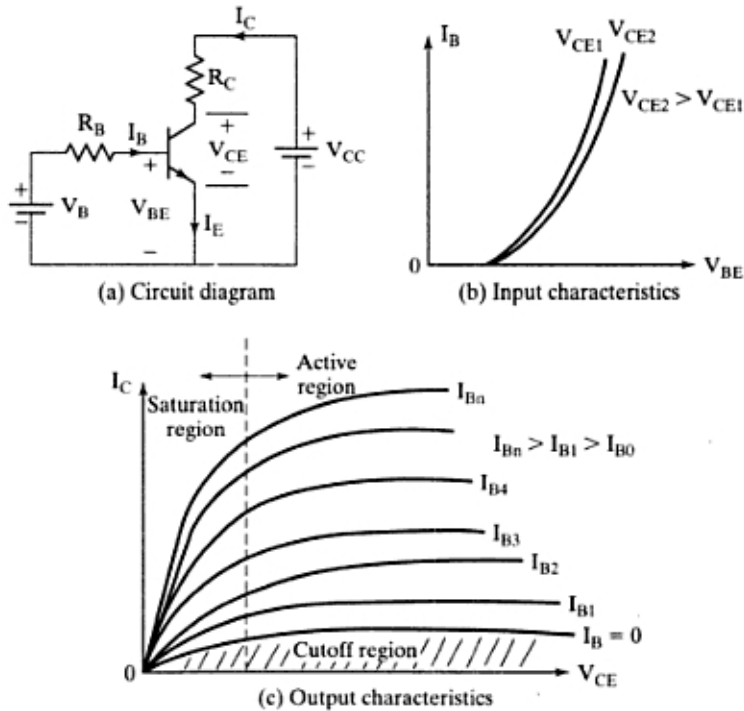 I_C
R_C
R_B
I_B
+
+
V_CE
−
+
−
V_CC
+
−
V_B
V_BE
−
I_E
(a) Circuit diagram
I_B
V_CE1
V_CE2
V_CE2 > V_CE1
0
V_BE
(b) Input characteristics
I_C
Saturation
region
Active
region
I_Bn
I_Bn > I_B1 > I_B0
I_B4
I_B3
I_B2
I_B1
I_B = 0
Cutoff region
0
V_CE
(c) Output characteristics